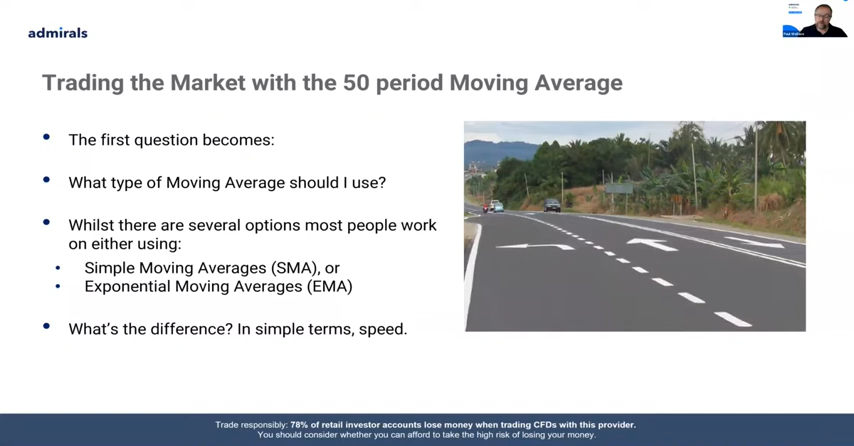 admirals
Trading the Market with the 50 period Moving Average
• The first question becomes:
• What type of Moving Average should I use?
• Whilst there are several options most people work
on either using:
• Simple Moving Averages (SMA), or
• Exponential Moving Averages (EMA)
• What's the difference? In simple terms, speed.
Trade responsibly: 78% of retail investor accounts lose money when trading CFDs with this provider.
You should consider whether you can afford to take the high risk of losing your money.